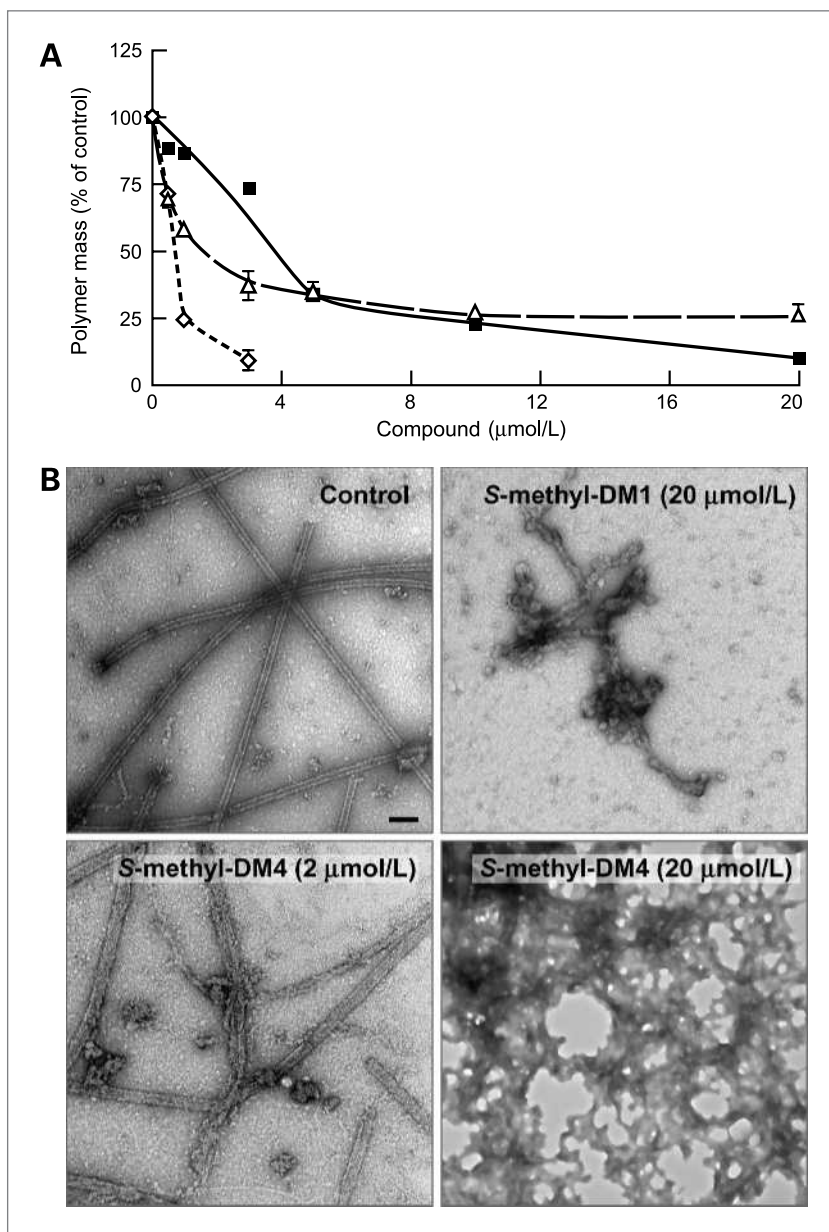 A
125
100
75
50
25
0
Polymer mass (% of control)
0 4 8 12 16 20
Compound (μmol/L)
B
Control
S-methyl-DM1 (20 μmol/L)
S-methyl-DM4 (2 μmol/L)
S-methyl-DM4 (20 μmol/L)